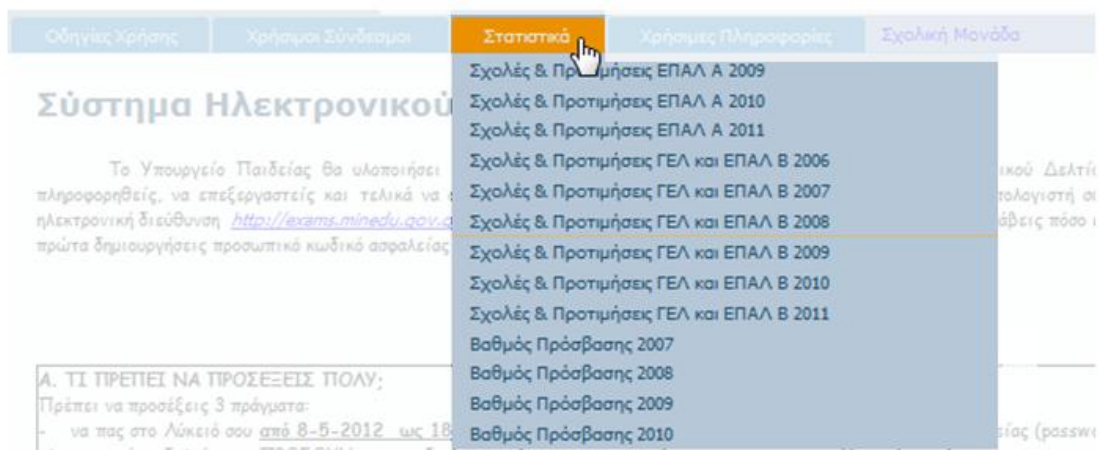 Οδηγίες Χρήσης Χρήσιμοι Σύνδεσμοι Στατιστικά Χρήσιμες Πληροφορίες Σχολική Μονάδα
Σχολές & Προτιμήσεις ΕΠΑΛ Α 2009
Σύστημα Ηλεκτρονικού
Σχολές & Προτιμήσεις ΕΠΑΛ Α 2010
Σχολές & Προτιμήσεις ΕΠΑΛ Α 2011
Το Υπουργείο Παιδείας θα υλοποιήσει Σχολές & Προτιμήσεις ΓΕΛ και ΕΠΑΛ Β 2006 Δελτί
πληροφορηθείς, να επεξεργαστείς και τελικά να Σχολές & Προτιμήσεις ΓΕΛ και ΕΠΑΛ Β 2007
ηλεκτρονική διεύθυνση http://exams.minedu.gov.g Σχολές & Προτιμήσεις ΓΕΛ και ΕΠΑΛ Β 2008 πόσο
πρώτα δημιουργήσεις προσωπικό κωδικό ασφαλείας Σχολές & Προτιμήσεις ΓΕΛ και ΕΠΑΛ Β 2009
Σχολές & Προτιμήσεις ΓΕΛ και ΕΠΑΛ Β 2010
Σχολές & Προτιμήσεις ΓΕΛ και ΕΠΑΛ Β 2011
Βαθμός Πρόσβασης 2007
Α. ΤΙ ΠΡΕΠΕΙ ΝΑ ΠΡΟΣΕΞΕΙΣ ΠΟΛΥ; Βαθμός Πρόσβασης 2008
Πρέπει να προσέξεις 3 πράγματα: Βαθμός Πρόσβασης 2009
- να πας στο Λύκειό σου από 8-5-2012 ως 18 Βαθμός Πρόσβασης 2010 είας (passw